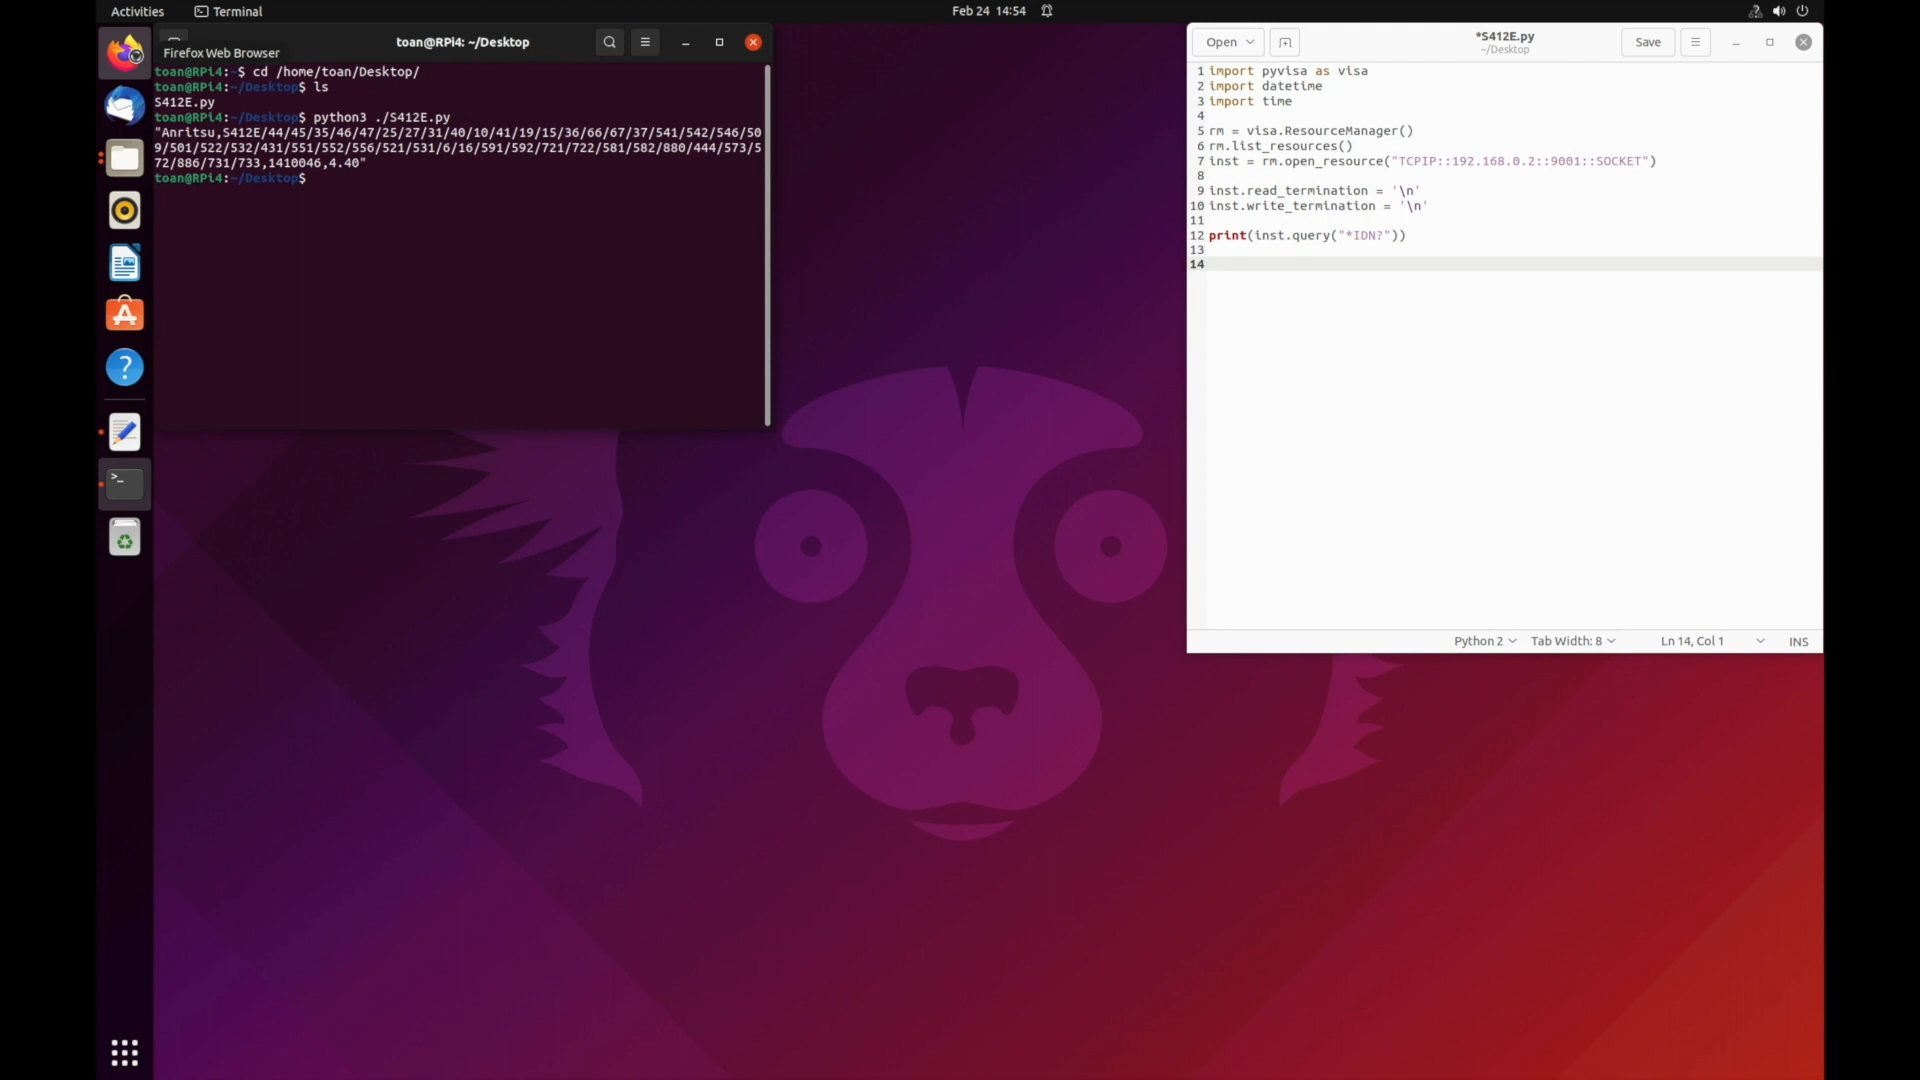 Activities
Terminal
Feb 24 14:54
toan@RPi4: ~/Desktop
Firefox Web Browser
toan@RPi4:~$ cd /home/toan/Desktop/
toan@RPi4:~/Desktop$ ls
S412E.py
toan@RPi4:~/Desktop$ python3 ./S412E.py
"Anritsu,S412E/44/45/35/46/47/25/27/31/40/10/41/19/15/36/66/67/37/541/542/546/50
9/501/522/532/431/551/552/556/521/531/6/16/591/592/721/722/581/582/880/444/573/5
72/886/731/733,1410046,4.40"
toan@RPi4:~/Desktop$
Open
*S412E.py
~/Desktop
Save
1 import pyvisa as visa
2 import datetime
3 import time
4
5 rm = visa.ResourceManager()
6 rm.list_resources()
7 inst = rm.open_resource("TCPIP::192.168.0.2::9001::SOCKET")
8
9 inst.read_termination = '\n'
10 inst.write_termination = '\n'
11
12 print(inst.query("*IDN?"))
13
14
Python 2
Tab Width: 8
Ln 14, Col 1
INS